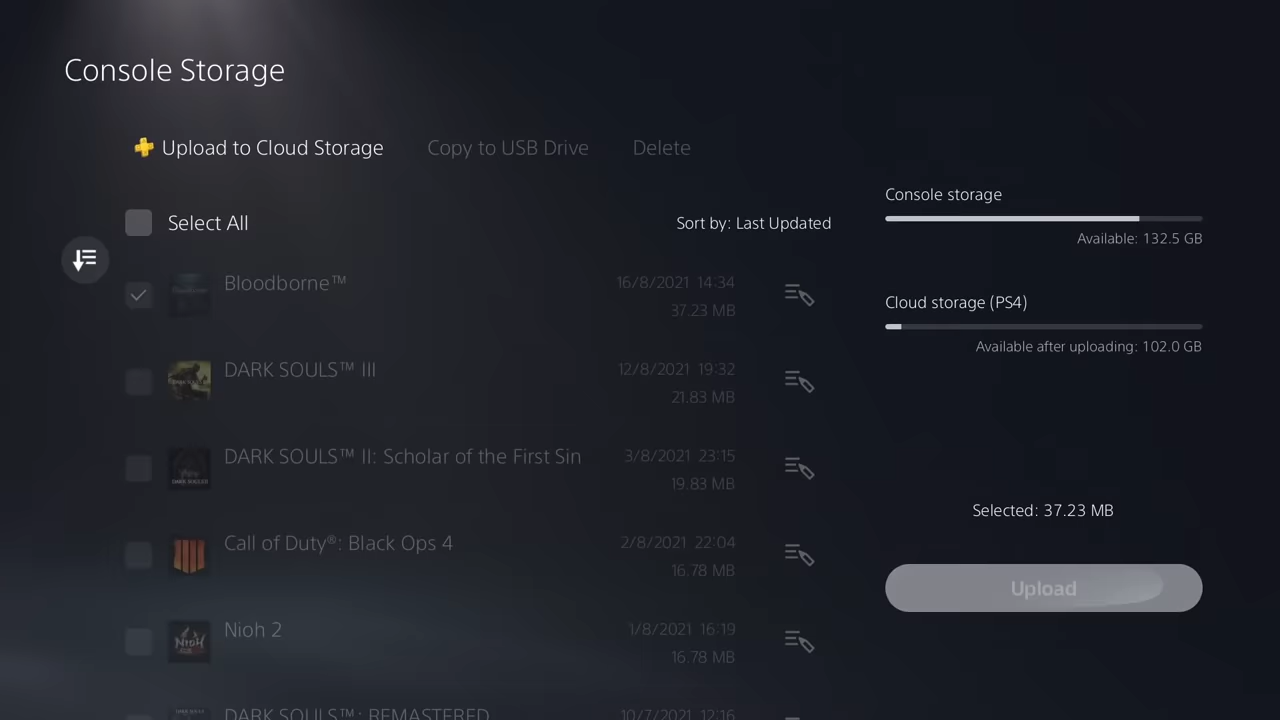 Console Storage
Upload to Cloud Storage Copy to USB Drive Delete
Select All
Sort by: Last Updated
Bloodborne™
16/8/2021 14:34
37.23 MB
DARK SOULS™ III
12/8/2021 19:32
21.83 MB
DARK SOULS™ II: Scholar of the First Sin
3/8/2021 23:15
19.83 MB
Call of Duty®: Black Ops 4
2/8/2021 22:04
16.78 MB
Nioh 2
1/8/2021 16:19
16.78 MB
DARK SOULS™: REMASTERED
10/7/2021 12:16
Console storage
Available: 132.5 GB
Cloud storage (PS4)
Available after uploading: 102.0 GB
Selected: 37.23 MB
Upload